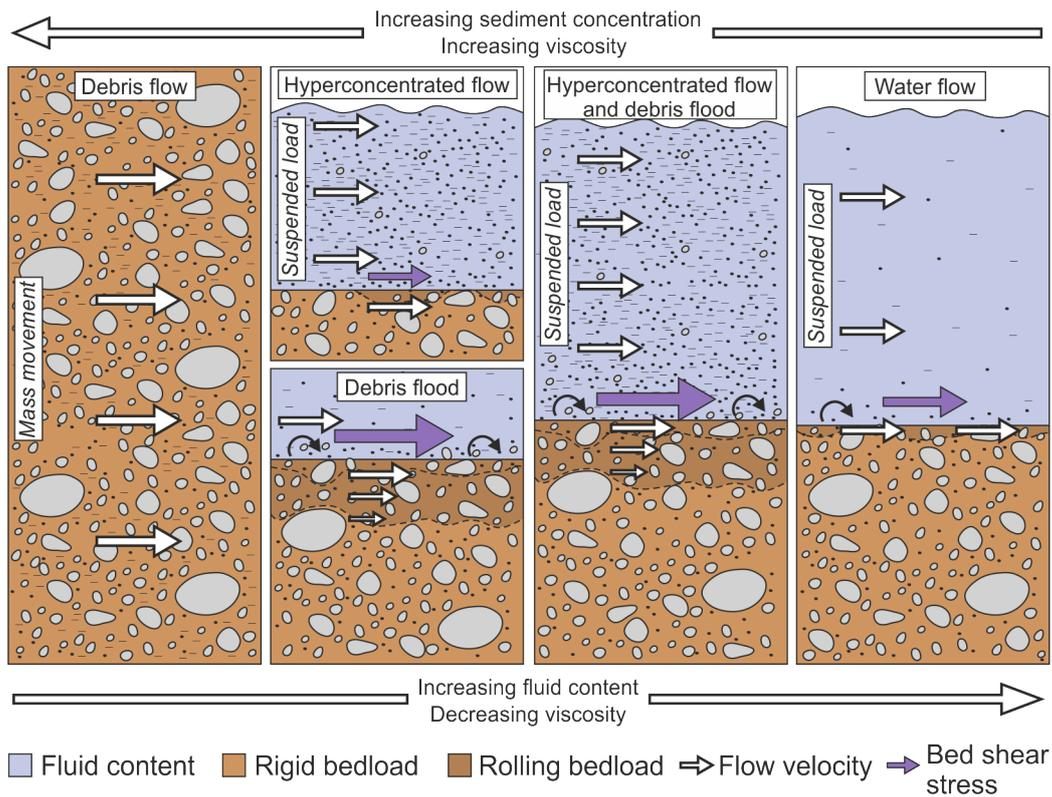 Increasing sediment concentration
Increasing viscosity
Debris flow
Hyperconcentrated flow
Hyperconcentrated flow
and debris flood
Water flow
Mass movement
Suspended load
Debris flood
Suspended load
Suspended load
Increasing fluid content
Decreasing viscosity
Fluid content
Rigid bedload
Rolling bedload
Flow velocity
Bed shear
stress